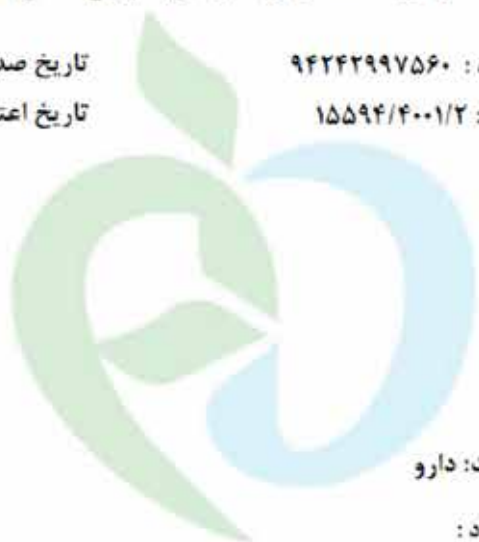 : ۹۴۲۴۲۹۹۷۵۶۰ تاریخ صد
: ۱۵۵۹۴/۴۰۰۱/۲ تاریخ اعت
: دارو
: د